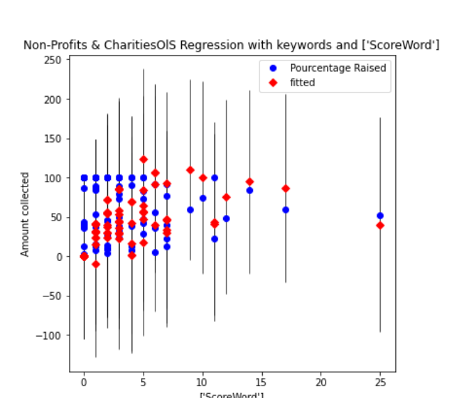 Non-Profits & CharitiesOlS Regression with keywords and ['ScoreWord']
Pourcentage Raised
fitted
Amount collected
250
200
150
100
50
0
−50
−100
0 5 10 15 20 25
['ScoreWord']